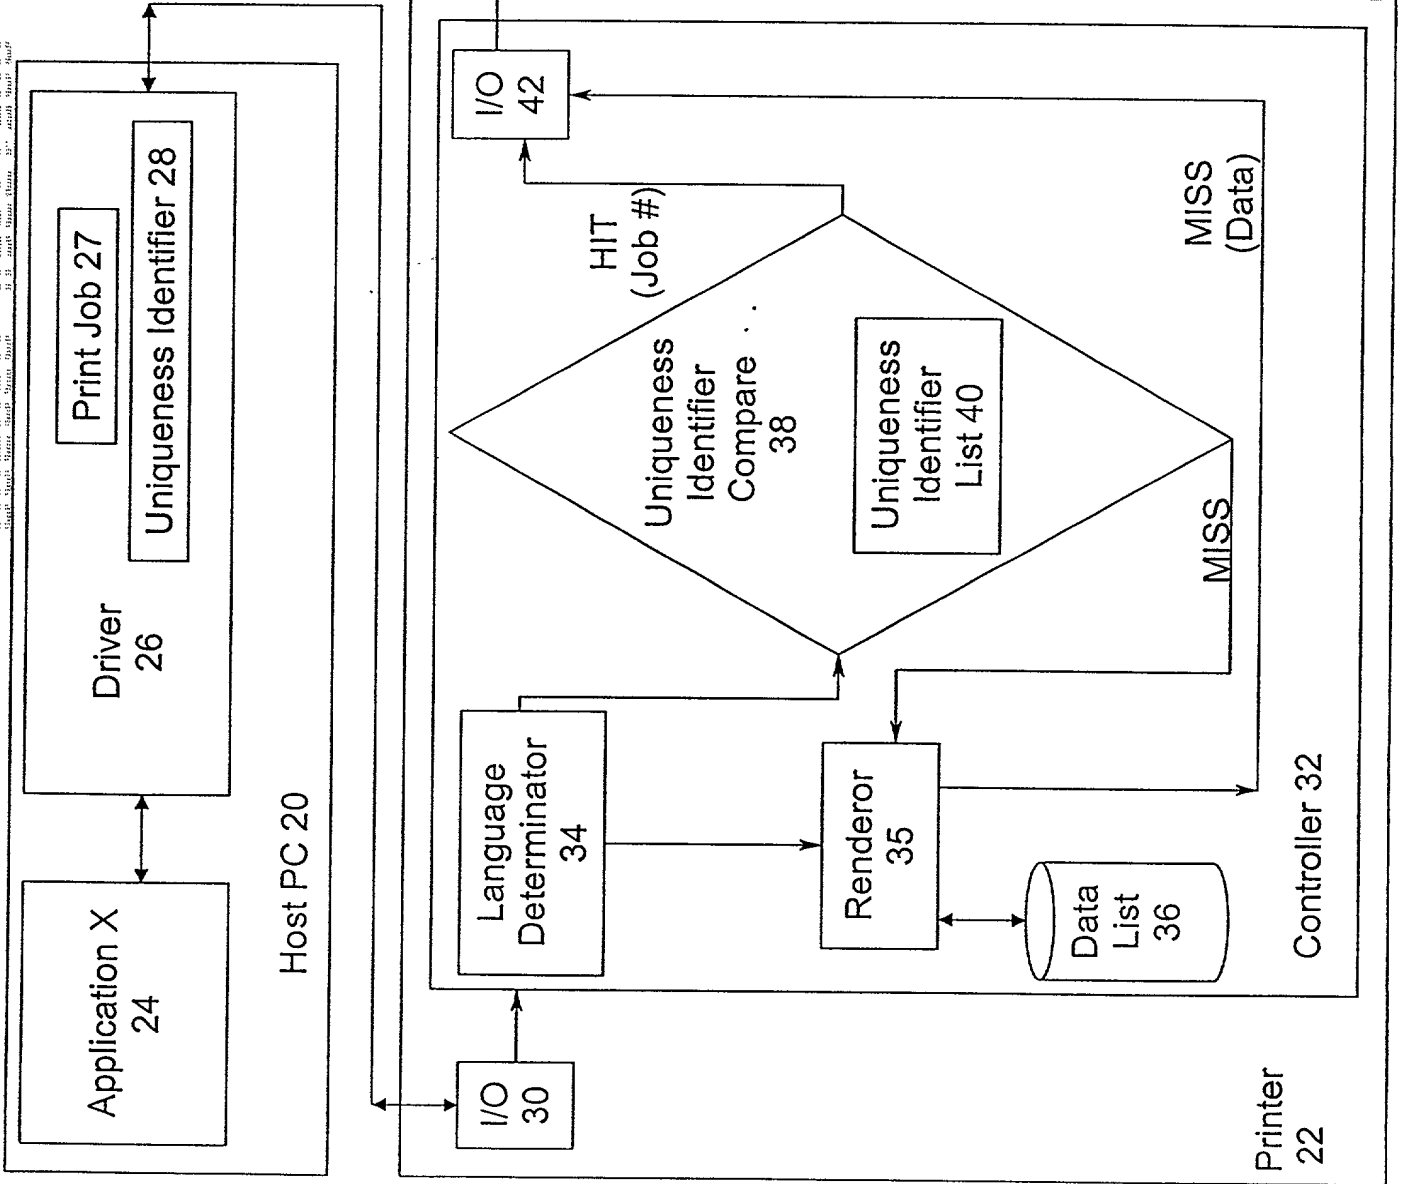 Application X
24
Driver
26
Print Job 27
Uniqueness Identifier 28
Host PC 20
I/O
30
Language
Determinator
34
Renderor
35
Data
List
36
Uniqueness
Identifier
Compare
38
Uniqueness
Identifier
List 40
HIT
(Job #)
I/O
42
MISS
MISS
(Data)
Controller 32
Printer
22